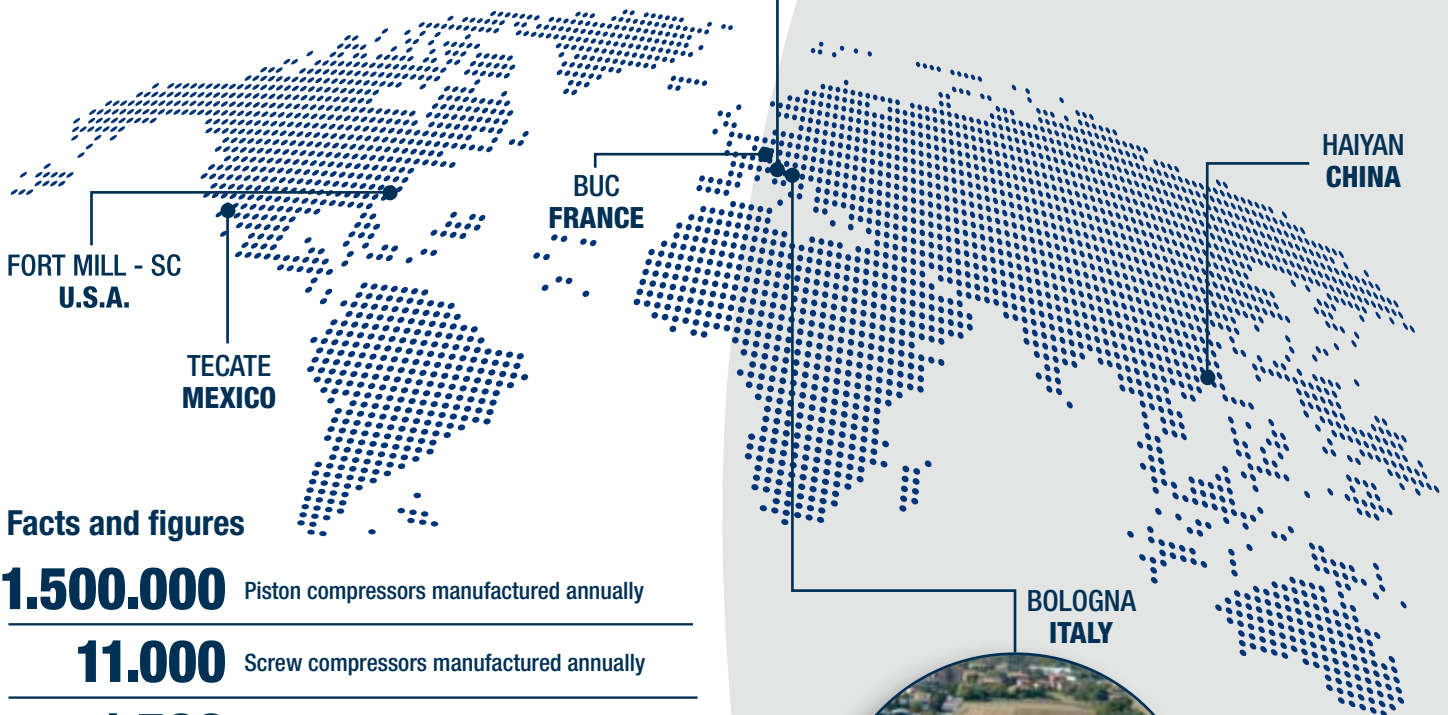 HAIYAN
CHINA
BUC
FRANCE
FORT MILL - SC
U.S.A.
TECATE
MEXICO
Facts and figures
1.500.000 Piston compressors manufactured annually
BOLOGNA
ITALY
11.000 Screw compressors manufactured annually